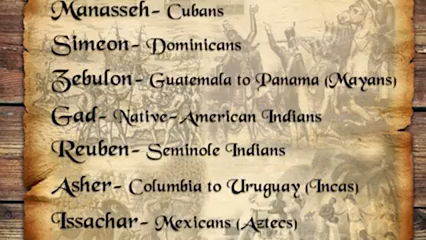 Manasseh- Cubans
Simeon- Dominicans
Zebulon- Guatemala to Panama (Mayans)
Gad- Native-American Indians
Reuben- Seminole Indians
Asher- Columbia to Uruguay (Incas)
Issachar- Mexicans (Aztecs)